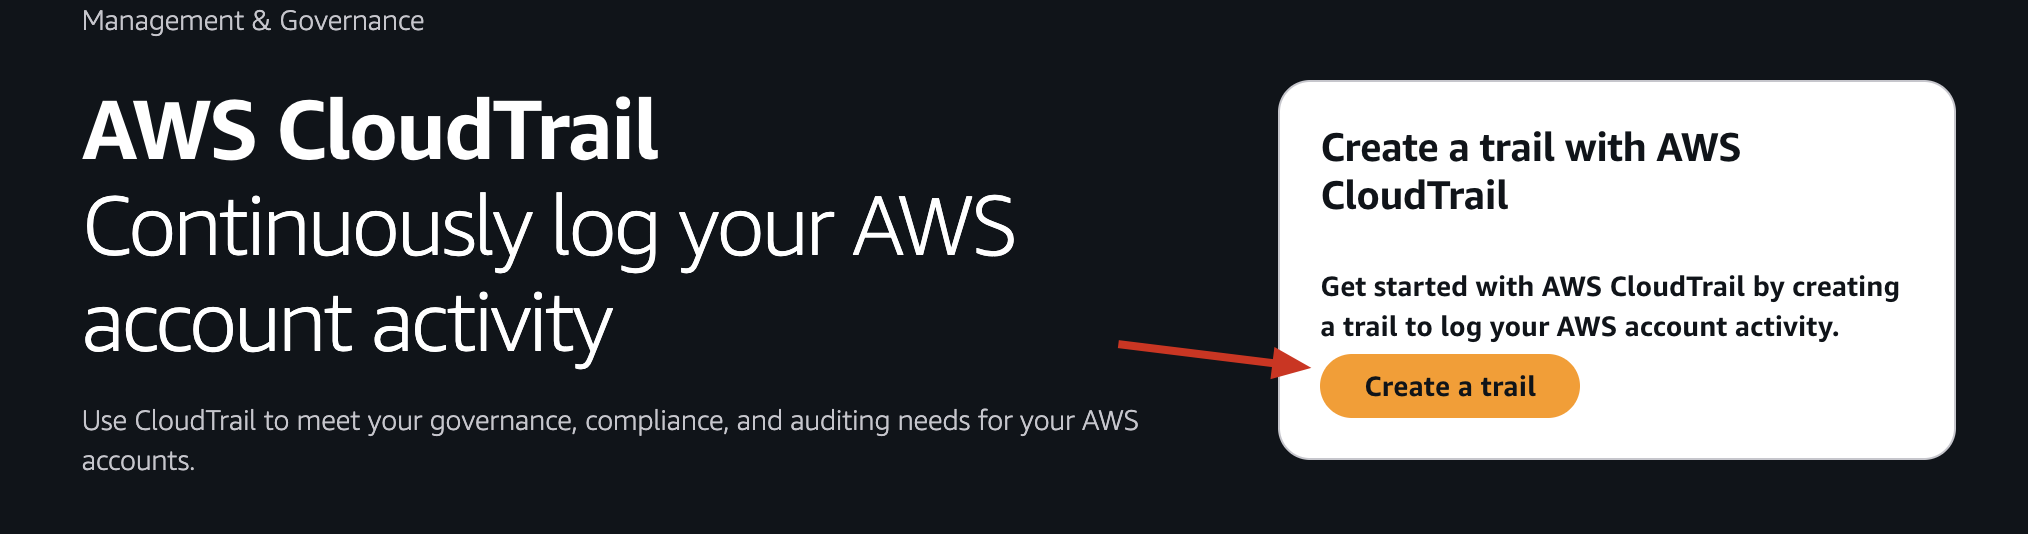 Management & Governance
AWS CloudTrail
Continuously log your AWS
account activity
Use CloudTrail to meet your governance, compliance, and auditing needs for your AWS
accounts.
Create a trail with AWS
CloudTrail
Get started with AWS CloudTrail by creating
a trail to log your AWS account activity.
Create a trail